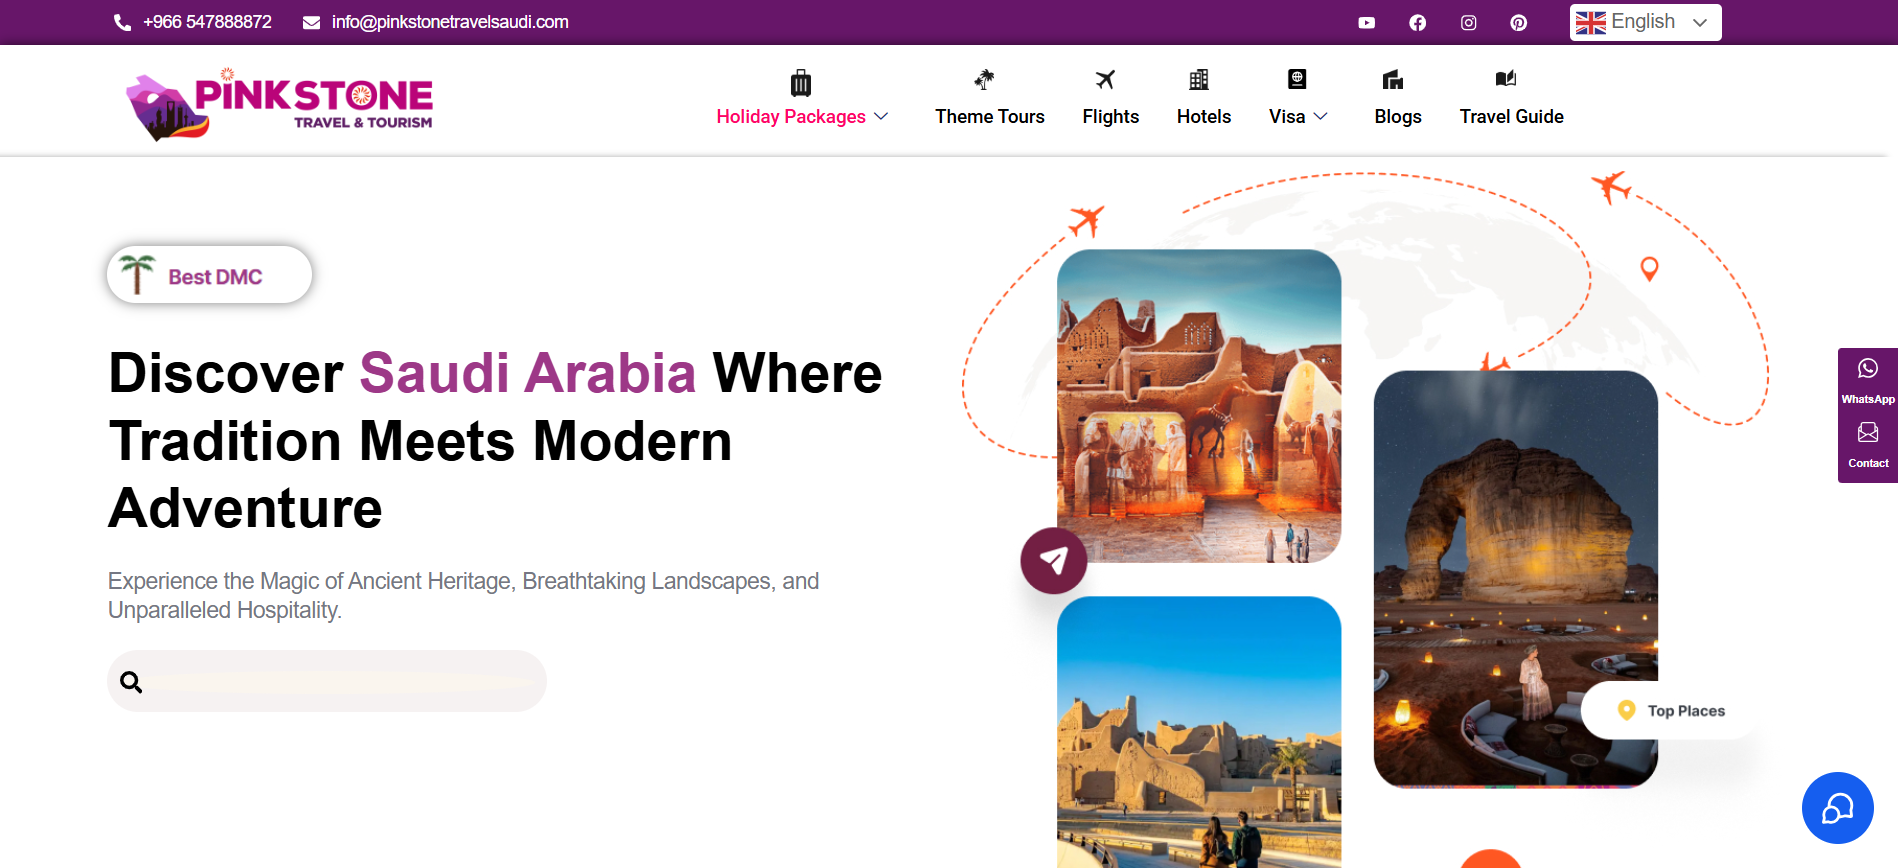 +966 547888872
info@pinkstonetravelsaudi.com
English
PiNK STONE
TRAVEL & TOURISM
Holiday Packages
Theme Tours
Flights
Hotels
Visa
Blogs
Travel Guide
Best DMC
Discover Saudi Arabia Where
Tradition Meets Modern
Adventure
Experience the Magic of Ancient Heritage, Breathtaking Landscapes, and
Unparalleled Hospitality.
WhatsApp
Contact
Top Places